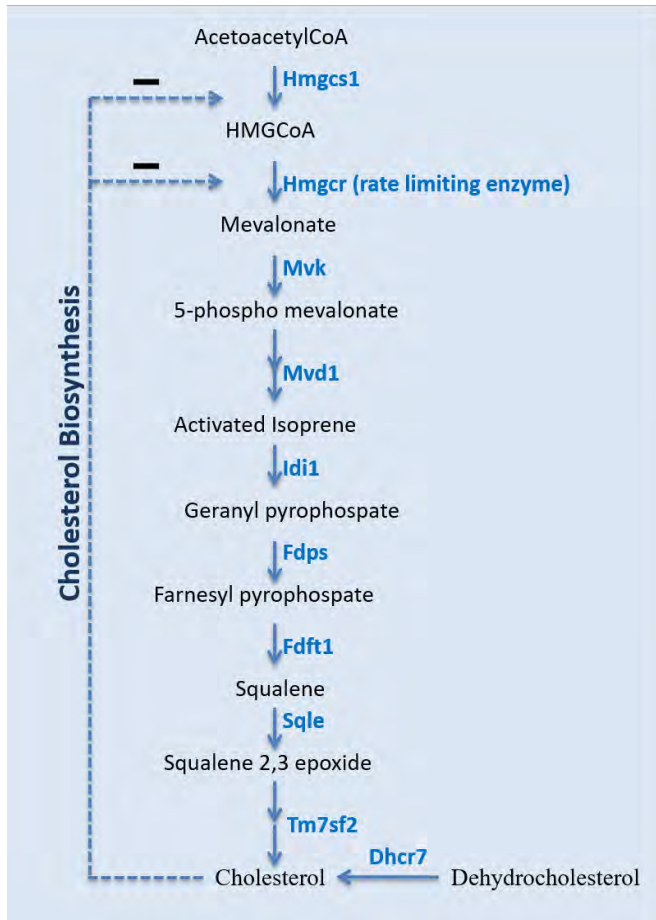 AcetoacetylCoA
Hmgcs1
HMGCoA
Hmgcr (rate limiting enzyme)
Mevalonate
Mvk
5-phospho mevalonate
Mvd1
Activated Isoprene
Idi1
Geranyl pyrophospate
Fdps
Farnesyl pyrophospate
Fdft1
Squalene
Sqle
Squalene 2,3 epoxide
Tm7sf2
Dhcr7
Cholesterol Dehydrocholesterol
Cholesterol Biosynthesis